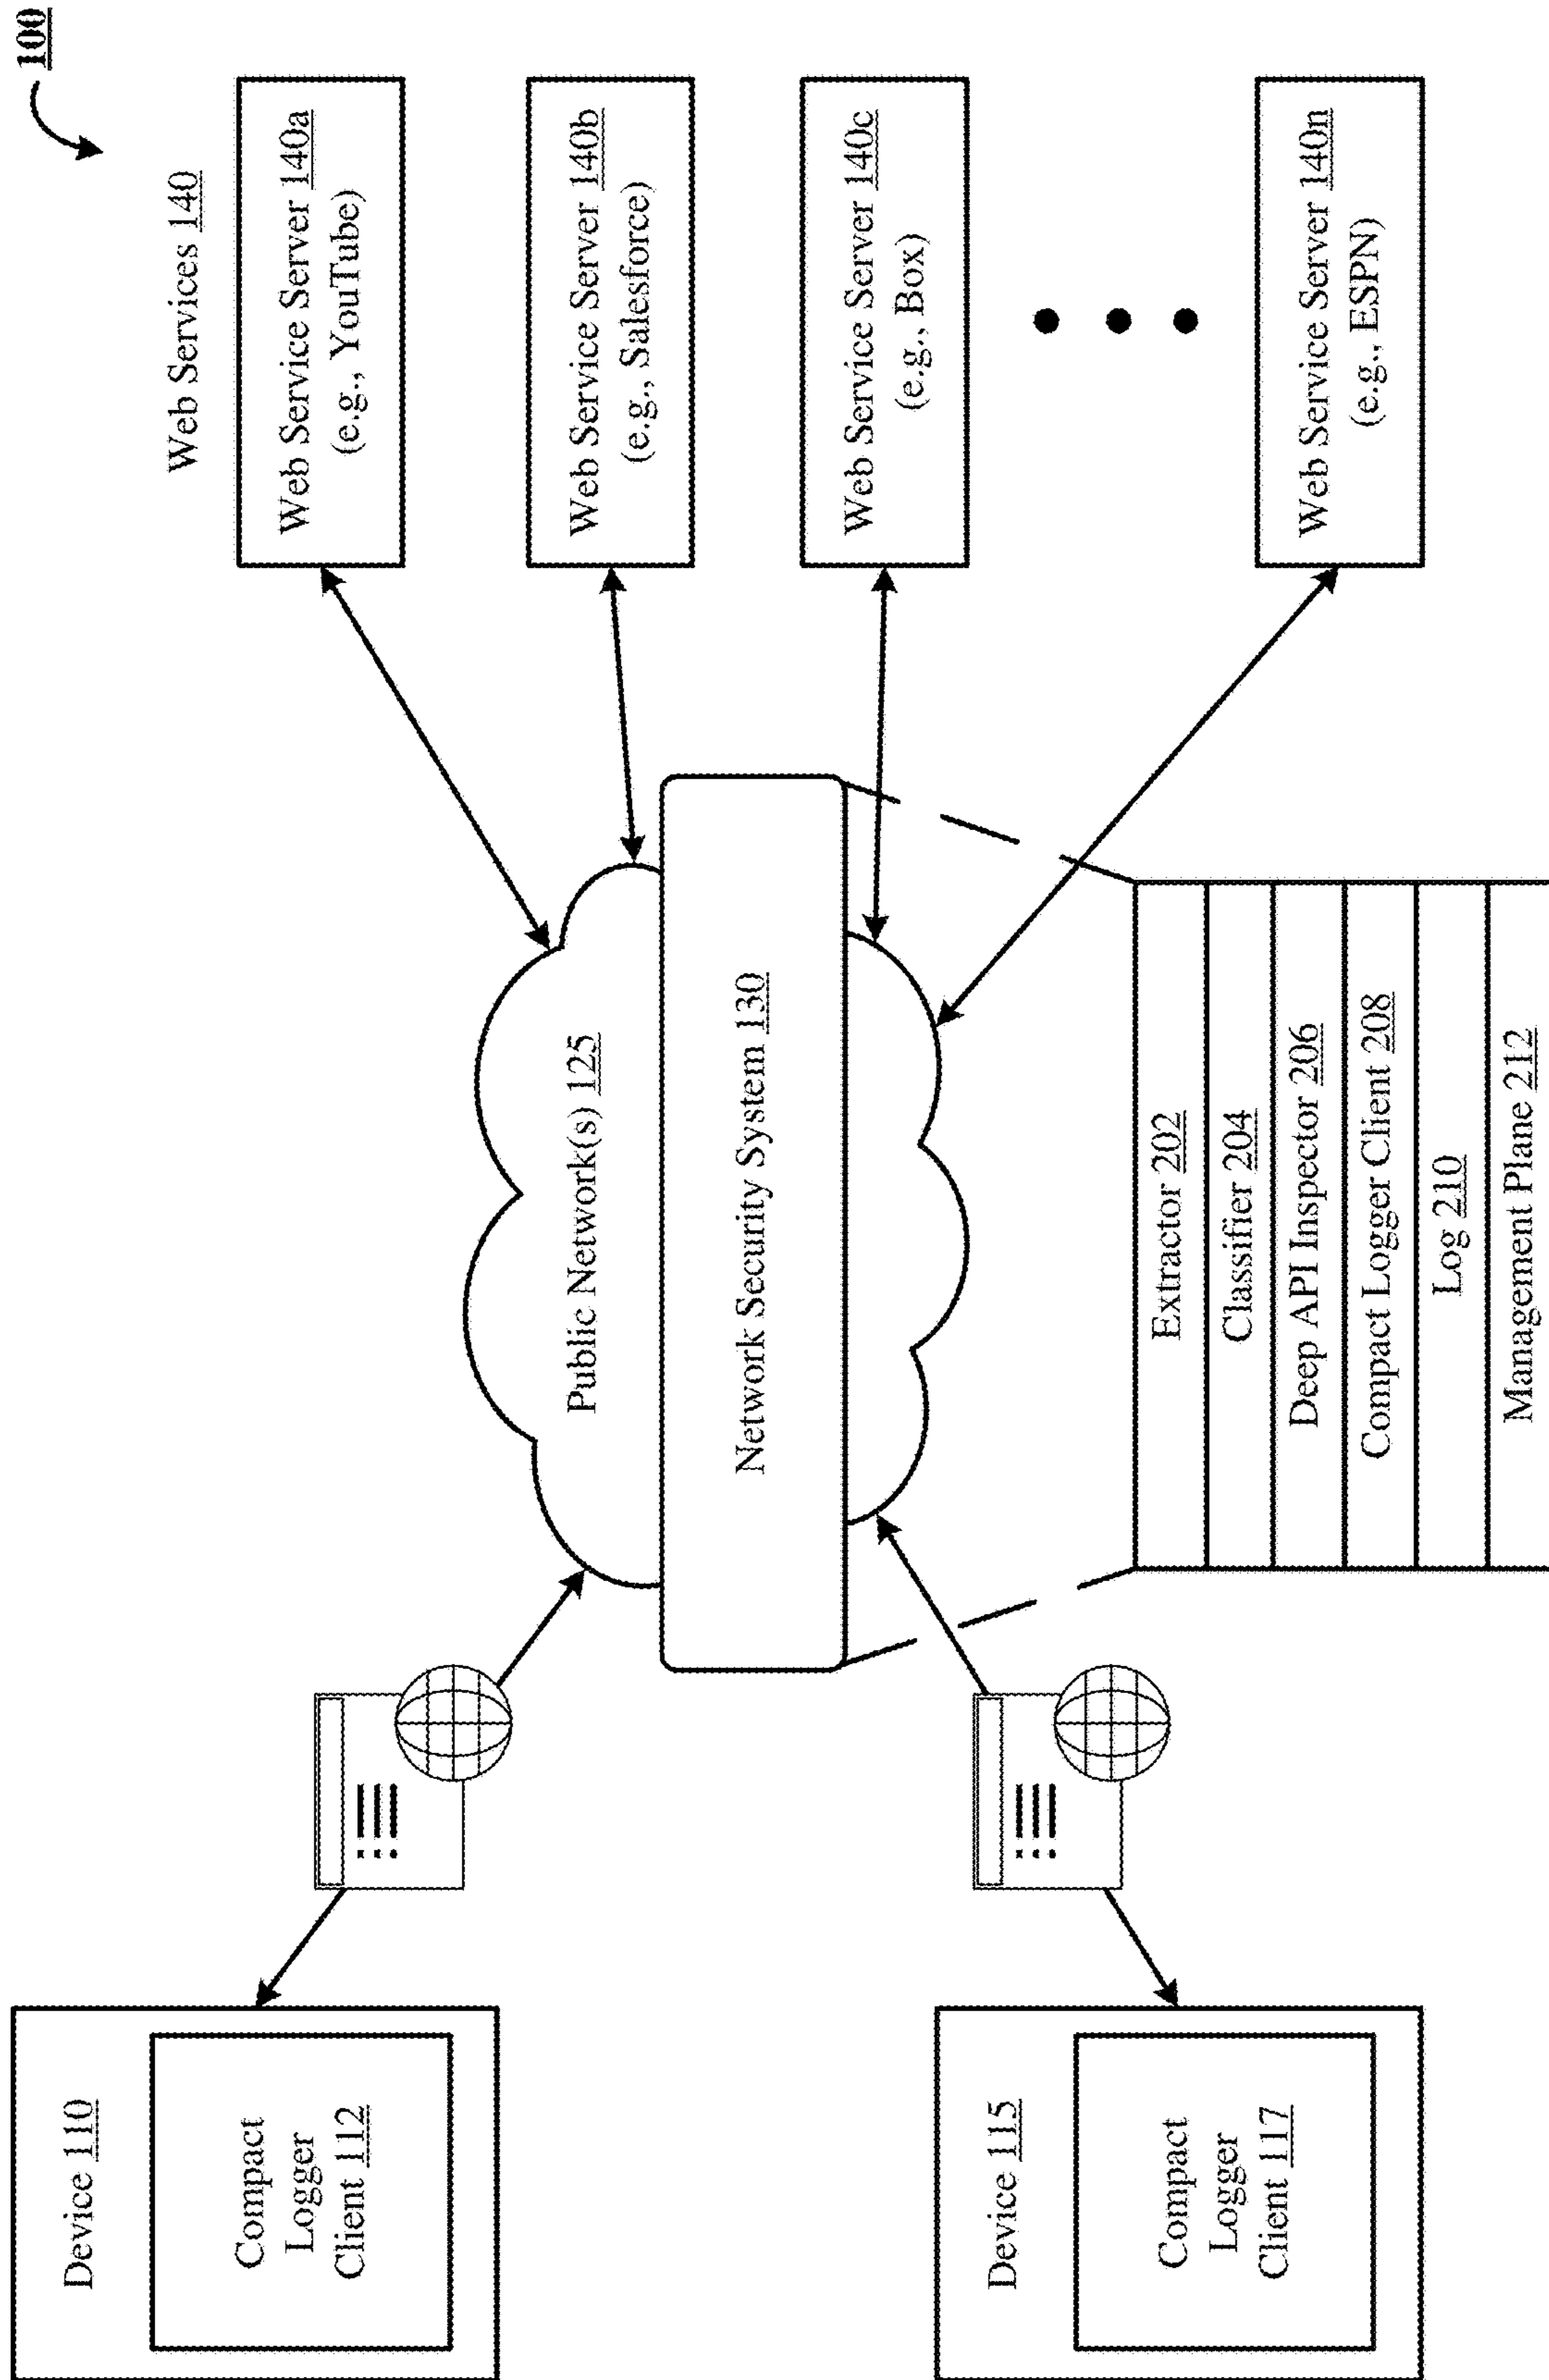 100
Web Services 140
Device 110
Compact
Logger
Client 112
Public Network(s) 125
Network Security System 130
Web Service Server 140a
(e.g., YouTube)
Web Service Server 140b
(e.g., Salesforce)
Web Service Server 140c
(e.g., Box)
Web Service Server 140n
(e.g., ESPN)
Device 115
Compact
Logger
Client 117
Extractor 202
Classifier 204
Deep API Inspector 206
Compact Logger Client 208
Log 210
Management Plane 212